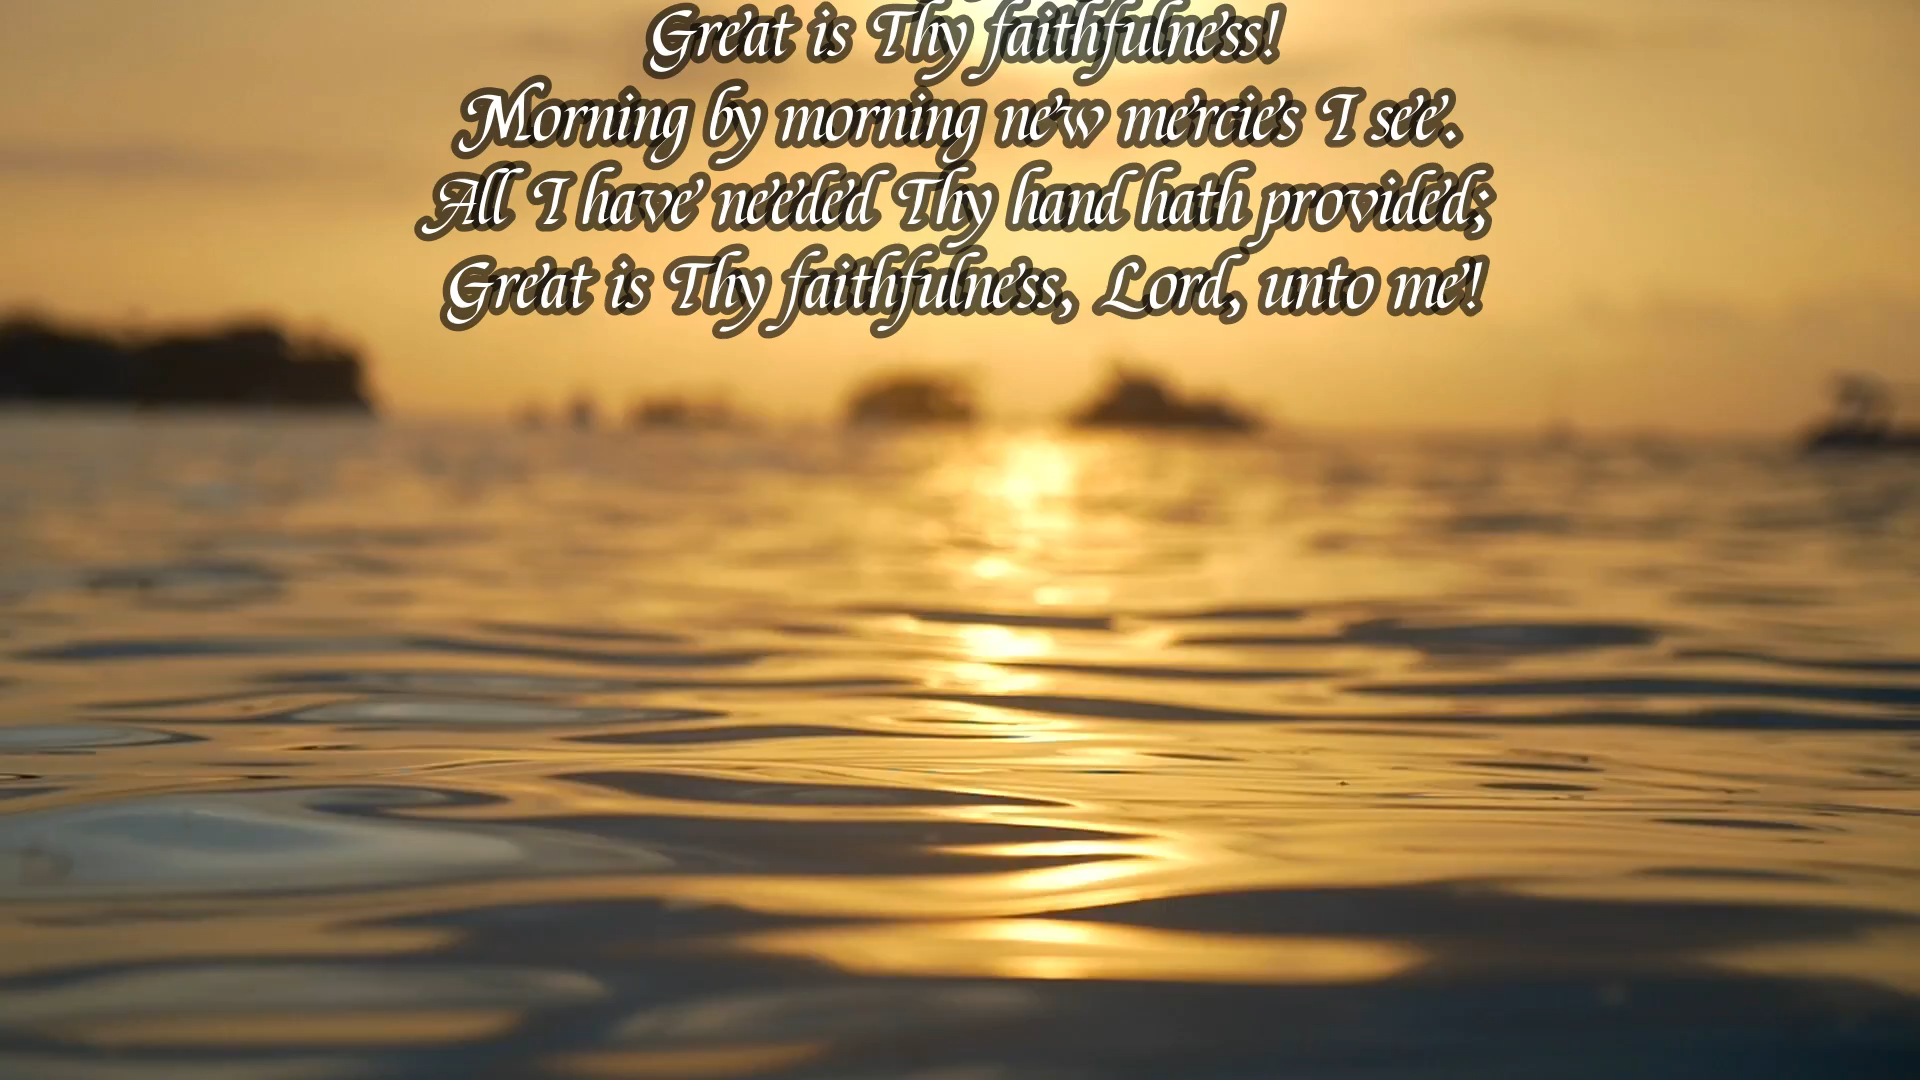 Great is Thy faithfulness!
Morning by morning new mercies I see.
All I have needed Thy hand hath provided;
Great is Thy faithfulness, Lord, unto me!